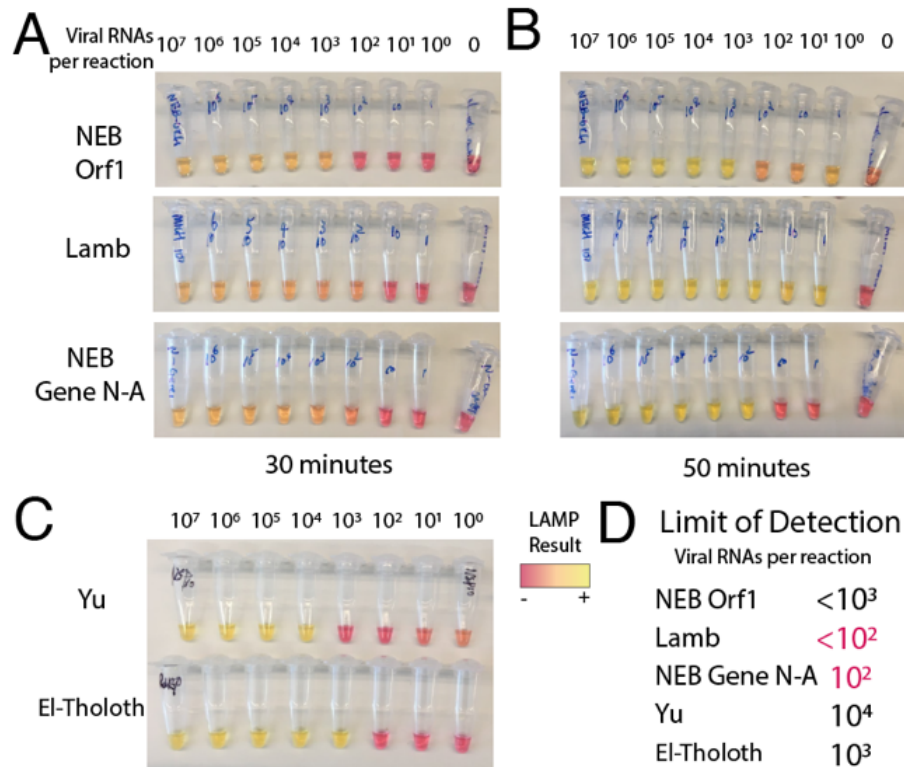 A
Viral RNAs
per reaction
10⁷ 10⁶ 10⁵ 10⁴ 10³ 10² 10¹ 10⁰ 0
B
10⁷ 10⁶ 10⁵ 10⁴ 10³ 10² 10¹ 10⁰ 0
NEB
Orf1
Lamb
NEB
Gene N-A
30 minutes
50 minutes
C
10⁷ 10⁶ 10⁵ 10⁴ 10³ 10² 10¹ 10⁰
Yu
El-Tholoth
LAMP
Result
- +
D
Limit of Detection
Viral RNAs per reaction
NEB Orf1 <10³
Lamb <10²
NEB Gene N-A 10²
Yu 10⁴
El-Tholoth 10³